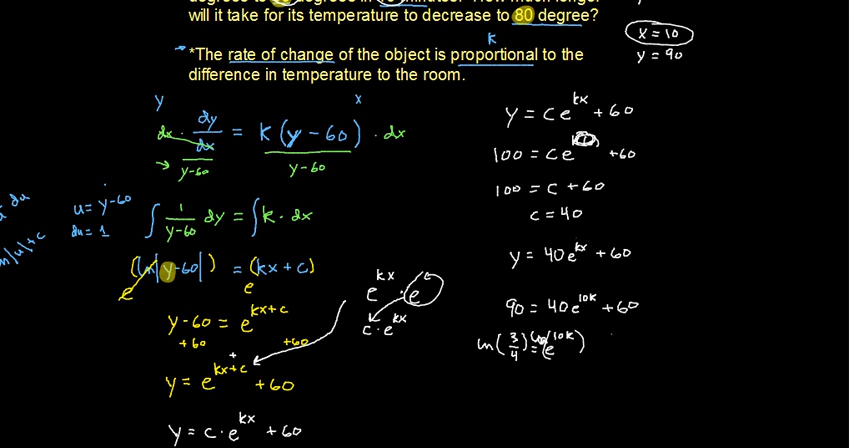 will it take for its temperature to decrease to 80 degree?
k
*The rate of change of the object is proportional to the
difference in temperature to the room.
x = 10
y = 90
y
x
dx · dy/dx = k (y - 60) · dx
y-60
y-60
u = y-60
du = 1
∫ 1/(y-60) dy = ∫ k · dx
(ln|y-60|) = (kx + c)
e
e
y - 60 = e^(kx+c)
+60
+60
y = e^(kx+c) + 60
y = c · e^(kx) + 60
e^(kx) · e^c
c · e^(kx)
y = ce^(kx) + 60
100 = ce + 60
100 = c + 60
c = 40
y = 40e^(kx) + 60
90 = 40e^(10k) + 60
ln(3/4) = (e^(10k))